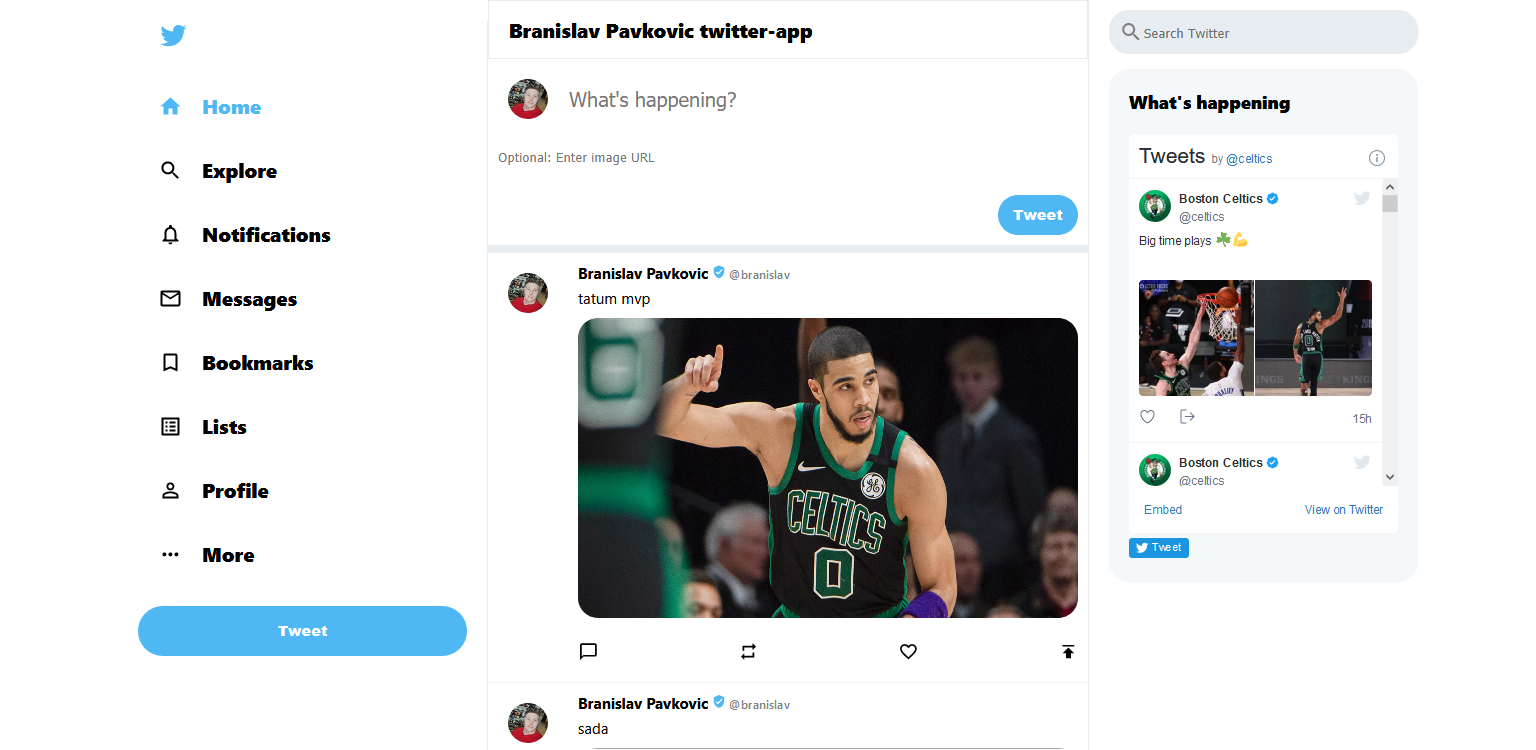 Home
Explore
Notifications
Messages
Bookmarks
Lists
Profile
More
Tweet
Branislav Pavkovic twitter-app
What's happening?
Optional: Enter image URL
Tweet
Branislav Pavkovic @branislav
tatum mvp
CELTICS
0
Branislav Pavkovic @branislav
sada
Search Twitter
What's happening
Tweets by @celtics
Boston Celtics
@celtics
Big time plays
15h
Boston Celtics
@celtics
Embed
View on Twitter
Tweet